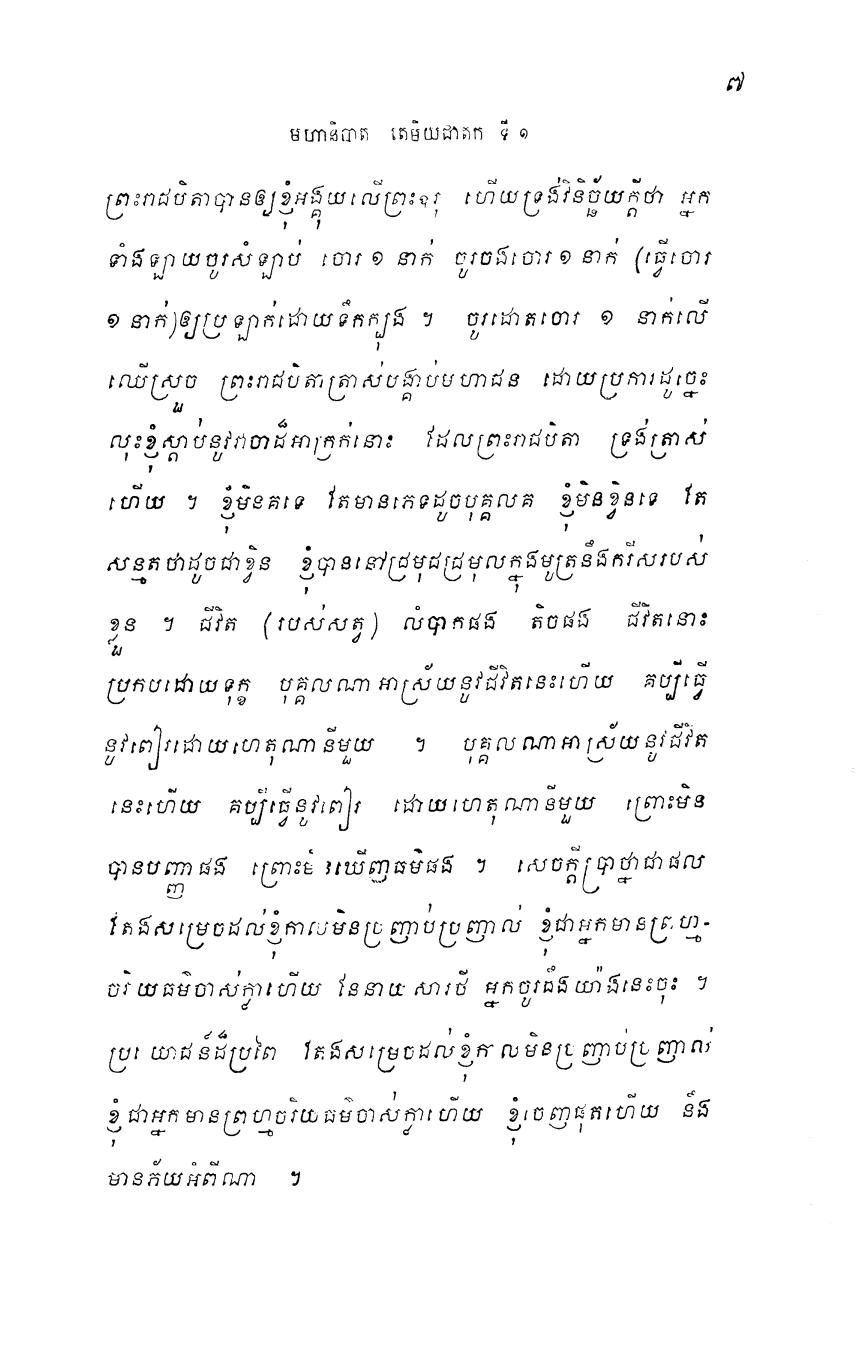 ៧
មហានិបាត តេមិយជាតក ទី ១
ព្រះរាជបិតាបានឲ្យខ្ញុំអង្គុយលើព្រះឩរុ ហើយទ្រង់វិនិច្ឆ័យក្តីថា អ្នក
ទាំងឡាយចូរសំឡាប់ ចោរ ១ នាក់ ចូរចងចោរ ១ នាក់ (ធ្វើចោរ
១ នាក់)ឲ្យប្រឡាក់ដោយទឹកក្បុង ។ ចូរដោតចោរ ១ នាក់លើ
ឈើស្រួច ព្រះរាជបិតាត្រាស់បង្គាប់មហាជន ដោយប្រការដូច្នេះ
លុះខ្ញុំស្តាប់នូវវាចាដ៏អាក្រក់នោះ ដែលព្រះរាជបិតា ទ្រង់ត្រាស់
ហើយ ។ ខ្ញុំមិនគទេ តែមានភេទដូចបុគ្គលគ ខ្ញុំមិនខ្វិនទេ តែ
សន្មតថាដូចជាខ្វិន ខ្ញុំបាននៅជ្រមុជជ្រមុលក្នុងមូត្រនឹងករីសរបស់
ខ្លួន ។ ជីវិត (របស់សត្វ) លំបាកផង តិចផង ជីវិតនោះ
ប្រកបដោយទុក្ខ បុគ្គលណាអាស្រ័យនូវជីវិតនេះហើយ គប្បីធ្វើ
នូវពៀរដោយហេតុណានីមួយ ។ បុគ្គលណាអាស្រ័យនូវជីវិត
នេះហើយ គប្បីធ្វើនូវពៀរ ដោយហេតុណានីមួយ ព្រោះមិន
បានបញ្ញាផង ព្រោះមិនឃើញធម៌ផង ។ សេចក្តីប្រាថ្នាជាផល
តែងសម្រេចដល់ខ្ញុំកាលមិនប្រញាប់ប្រញាល់ ខ្ញុំជាអ្នកមានព្រហ្ម-
ចរិយធម៌ចាស់ក្លាហើយ នែនាយសារថី អ្នកចូរដឹងយ៉ាងនេះចុះ ។
ប្រយោជន៍ដ៏ប្រពៃ តែងសម្រេចដល់ខ្ញុំកាលមិនប្រញាប់ប្រញាល់
ខ្ញុំជាអ្នកមានព្រហ្មចរិយធម៌ចាស់ក្លាហើយ ខ្ញុំចេញផុតហើយ នឹង
មានភ័យអំពីណា ។